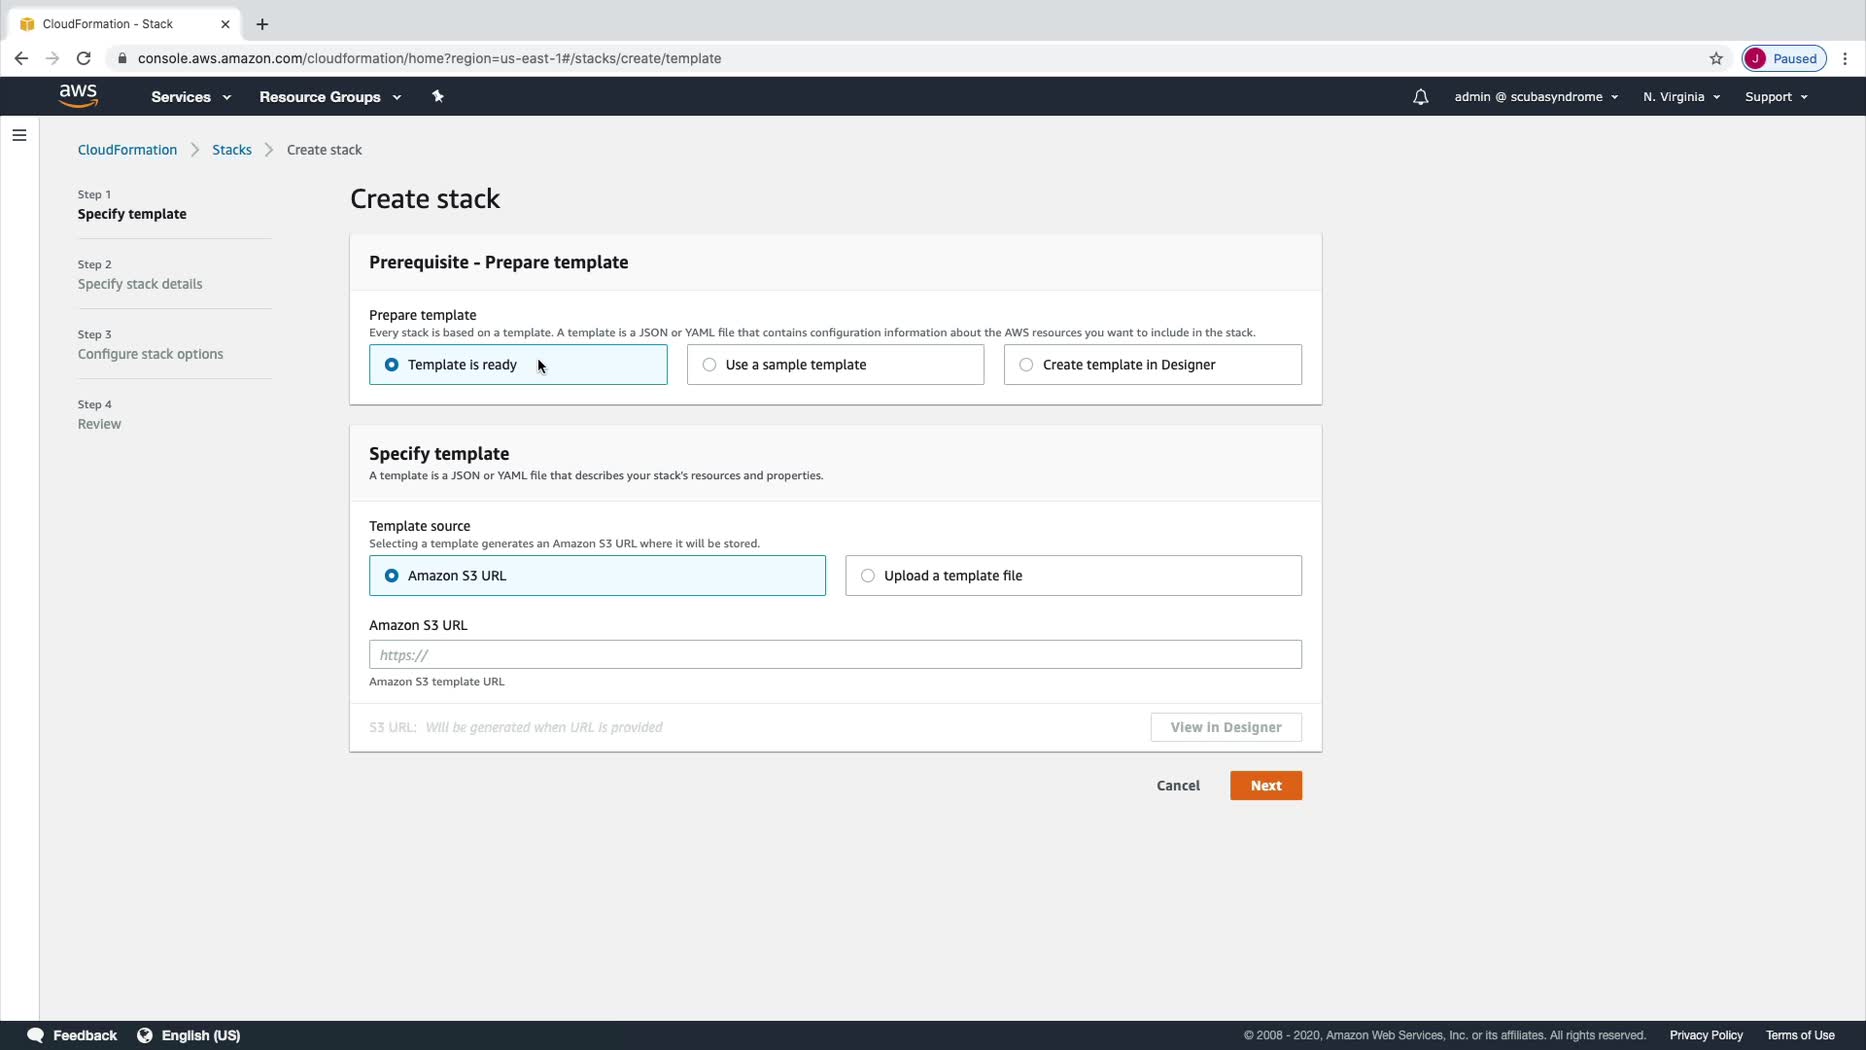 CloudFormation - Stack
console.aws.amazon.com/cloudformation/home?region=us-east-1#/stacks/create/template
J Paused
aws Services Resource Groups admin @ scubasyndrome N. Virginia Support
CloudFormation Stacks Create stack
Step 1
Specify template
Step 2
Specify stack details
Step 3
Configure stack options
Step 4
Review
Create stack
Prerequisite - Prepare template
Prepare template
Every stack is based on a template. A template is a JSON or YAML file that contains configuration information about the AWS resources you want to include in the stack.
Template is ready Use a sample template Create template in Designer
Specify template
A template is a JSON or YAML file that describes your stack's resources and properties.
Template source
Selecting a template generates an Amazon S3 URL where it will be stored.
Amazon S3 URL Upload a template file
Amazon S3 URL
https://
Amazon S3 template URL
S3 URL: Will be generated when URL is provided View in Designer
Cancel Next
Feedback English (US) © 2008 - 2020, Amazon Web Services, Inc. or its affiliates. All rights reserved. Privacy Policy Terms of Use